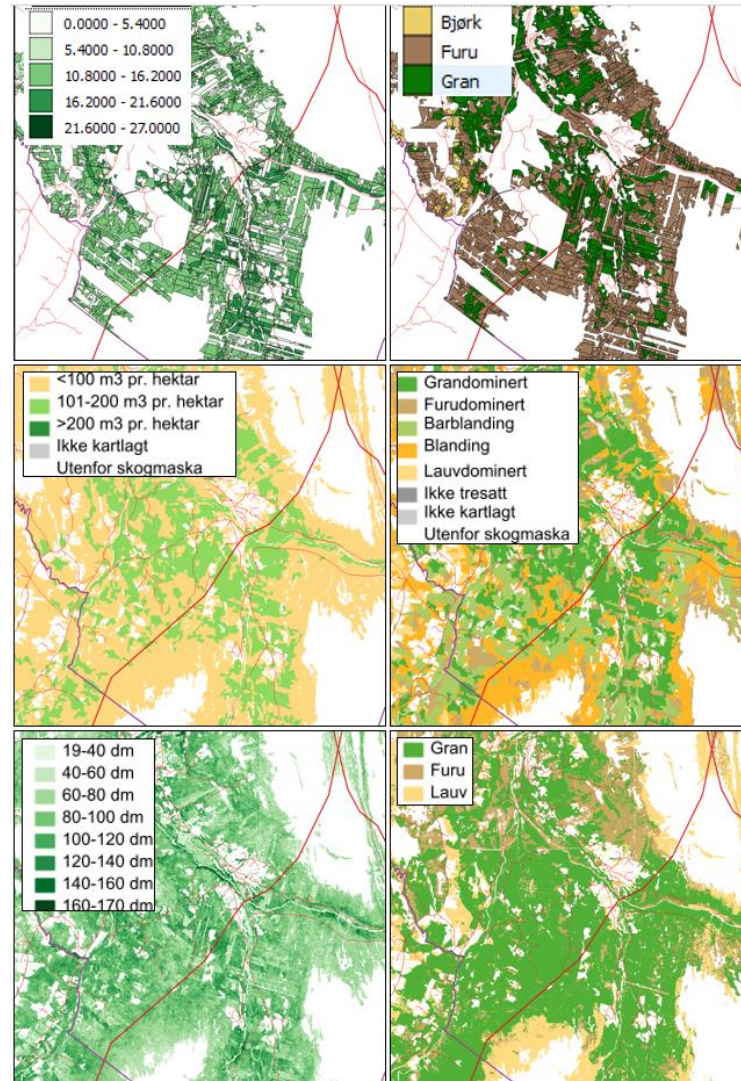 0.0000 - 5.4000
5.4000 - 10.8000
10.8000 - 16.2000
16.2000 - 21.6000
21.6000 - 27.0000
Bjørk
Furu
Gran
<100 m3 pr. hektar
101-200 m3 pr. hektar
>200 m3 pr. hektar
Ikke kartlagt
Utenfor skogmaska
Grandominert
Furudominert
Barblanding
Blanding
Lauvdominert
Ikke tresatt
Ikke kartlagt
Utenfor skogmaska
19-40 dm
40-60 dm
60-80 dm
80-100 dm
100-120 dm
120-140 dm
140-160 dm
160-170 dm
Gran
Furu
Lauv